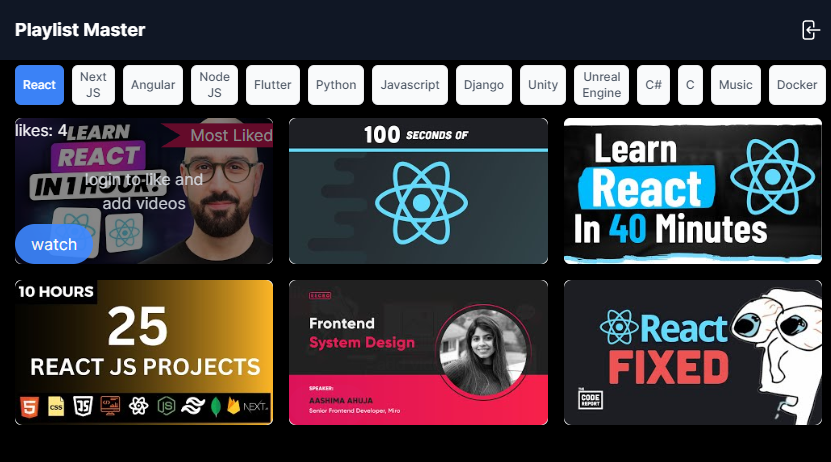 Playlist Master
React
Next
JS
Angular
Node
JS
Flutter
Python
Javascript
Django
Unity
Unreal
Engine
C#
C
Music
Docker
likes: 4
LEARN
REACT
IN 1 HOUR!
Most Liked
login to like and
add videos
watch
100 SECONDS OF
Learn
React
In 40 Minutes
10 HOURS
25
REACT JS PROJECTS
CSS
JS
NEXT.
Frontend
System Design
SPEAKER:
AASHIMA AHUJA
Senior Frontend Developer, Miro
React
FIXED
THE
CODE
REPORT